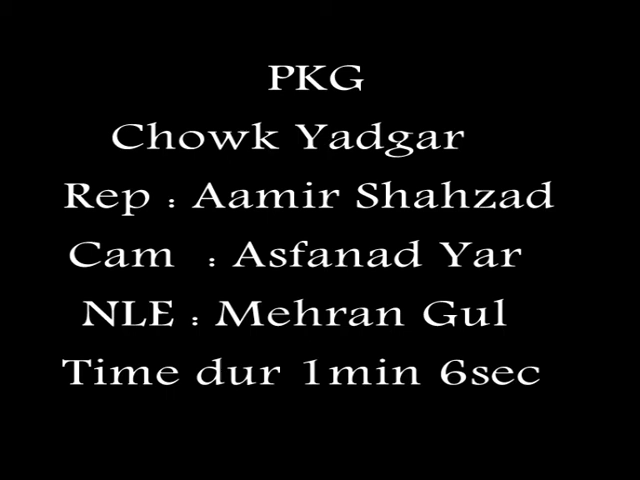 PKG
Chowk Yadgar
Rep : Aamir Shahzad
Cam : Asfanad Yar
NLE : Mehran Gul
Time dur 1min 6sec